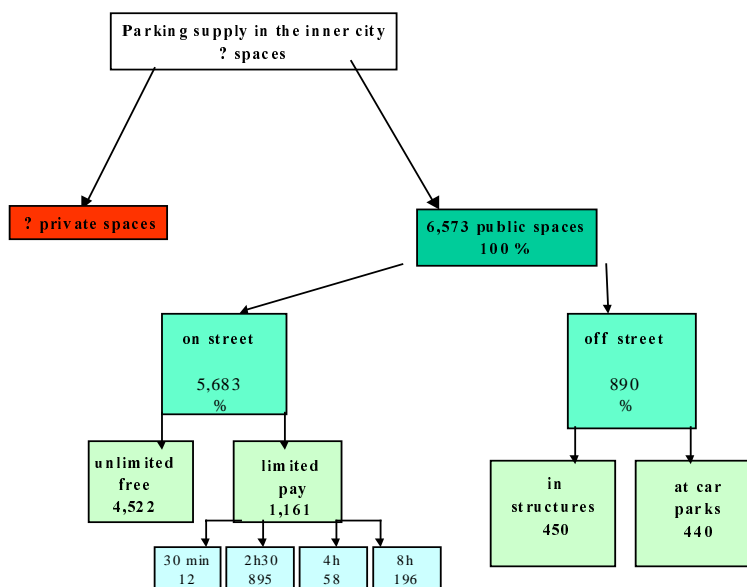 Parking supply in the inner city
? spaces
? private spaces
6,573 public spaces
100 %
on street
5,683
%
off street
890
%
unlimited
free
4,522
limited
pay
1,161
in
structures
450
at car
parks
440
30 min
12
2h30
895
4h
58
8h
196